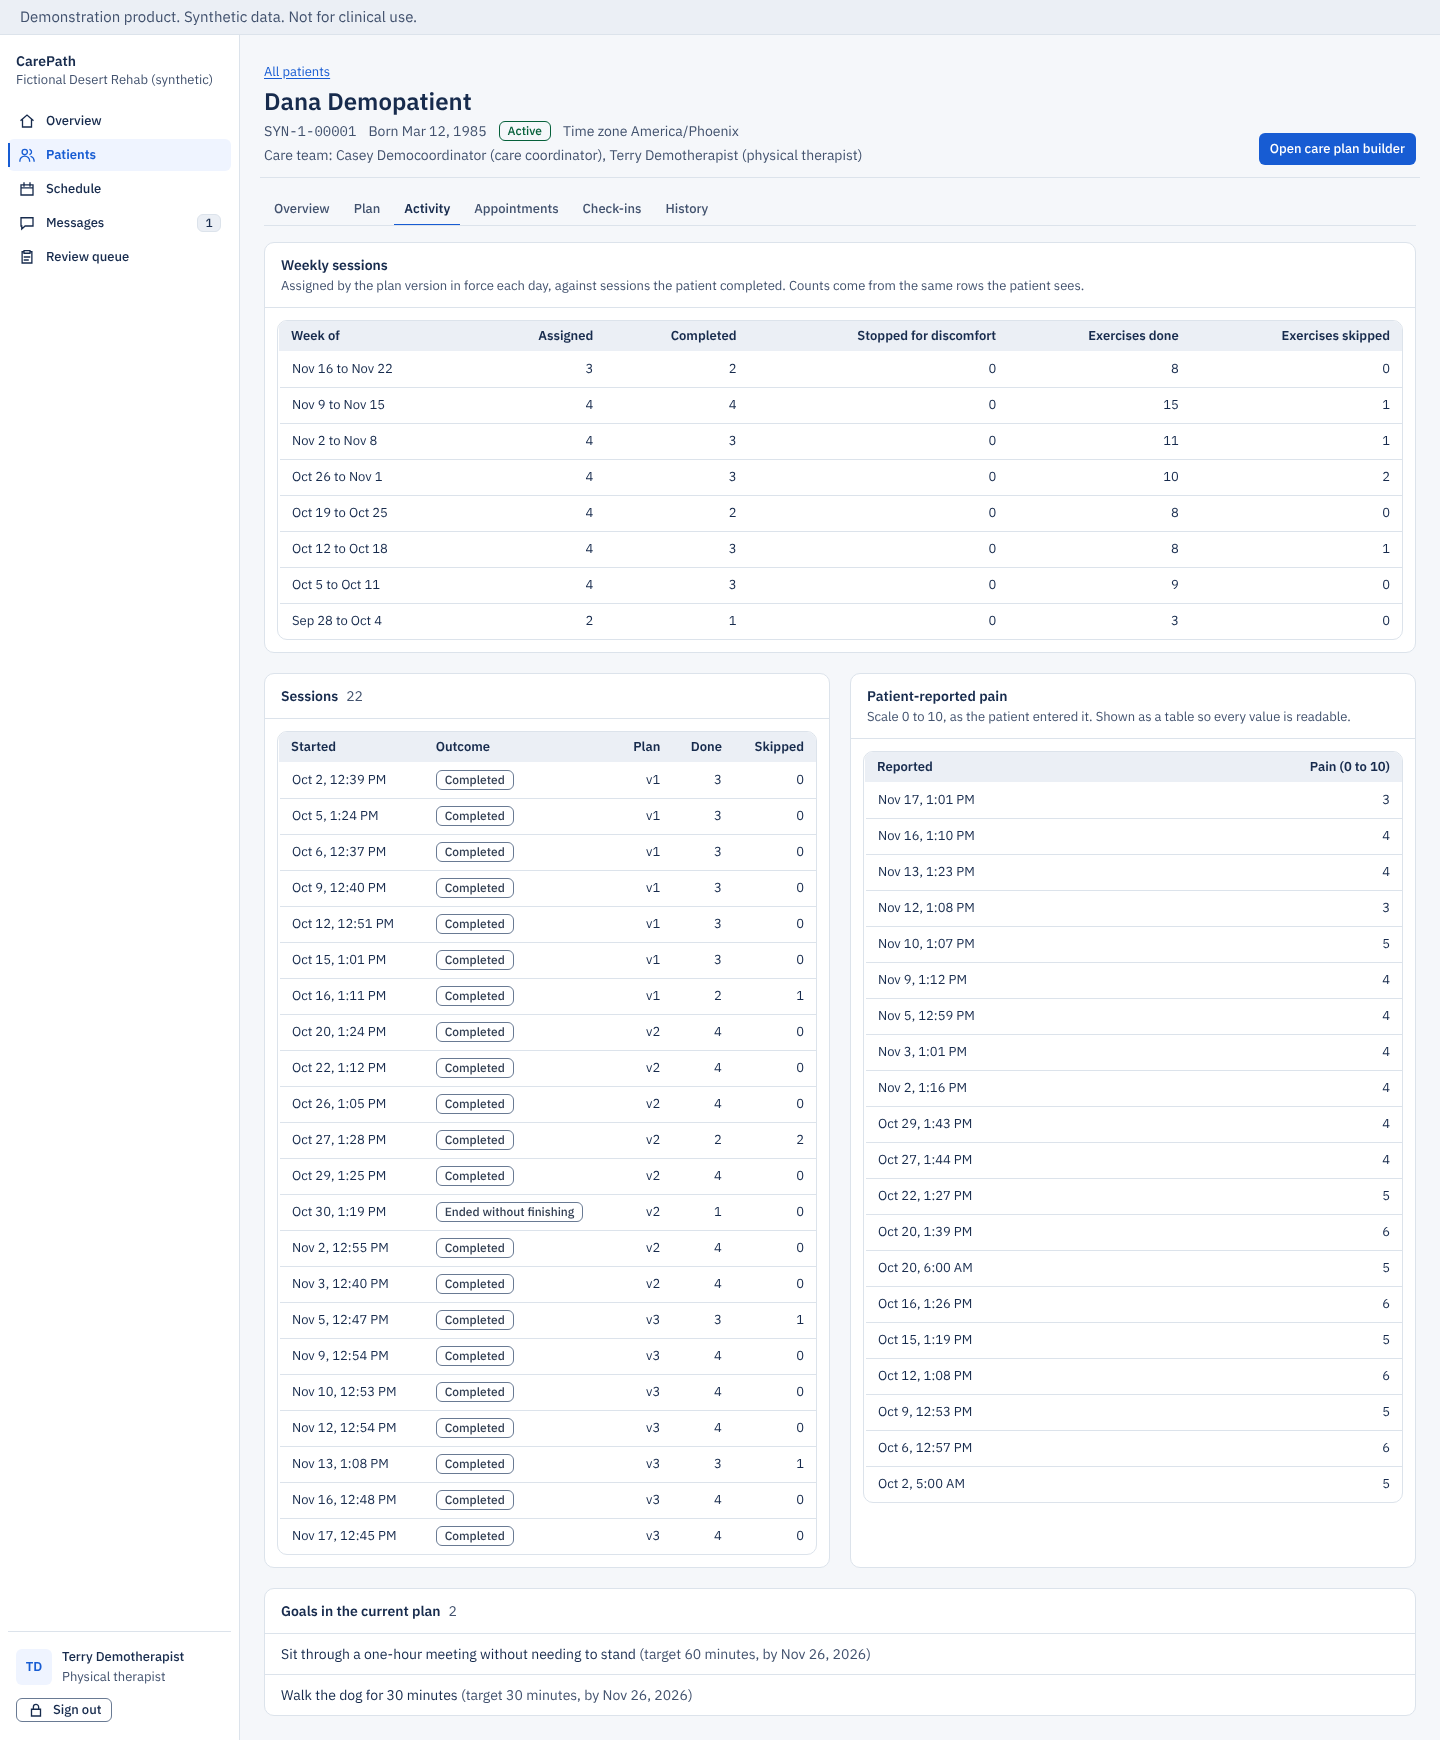 Demonstration product. Synthetic data. Not for clinical use.
CarePath
Fictional Desert Rehab (synthetic)
Overview
Patients
Schedule
Messages 1
Review queue
Terry Demotherapist
TD
Physical therapist
Sign out
All patients
Dana Demopatient
SYN-1-00001 Born Mar 12, 1985 Active Time zone America/Phoenix
Care team: Casey Democoordinator (care coordinator), Terry Demotherapist (physical therapist)
Open care plan builder
Overview Plan Activity Appointments Check-ins History
Weekly sessions
Assigned by the plan version in force each day, against sessions the patient completed. Counts come from the same rows the patient sees.
Week of Assigned Completed Stopped for discomfort Exercises done Exercises skipped
Nov 16 to Nov 22 3 2 0 8 0
Nov 9 to Nov 15 4 4 0 15 1
Nov 2 to Nov 8 4 3 0 11 1
Oct 26 to Nov 1 4 3 0 10 2
Oct 19 to Oct 25 4 2 0 8 0
Oct 12 to Oct 18 4 3 0 8 1
Oct 5 to Oct 11 4 3 0 9 0
Sep 28 to Oct 4 2 1 0 3 0
Sessions 22
Started Outcome Plan Done Skipped
Oct 2, 12:39 PM Completed v1 3 0
Oct 5, 1:24 PM Completed v1 3 0
Oct 6, 12:37 PM Completed v1 3 0
Oct 9, 12:40 PM Completed v1 3 0
Oct 12, 12:51 PM Completed v1 3 0
Oct 15, 1:01 PM Completed v1 3 0
Oct 16, 1:11 PM Completed v1 2 1
Oct 20, 1:24 PM Completed v2 4 0
Oct 22, 1:12 PM Completed v2 4 0
Oct 26, 1:05 PM Completed v2 4 0
Oct 27, 1:28 PM Completed v2 2 2
Oct 29, 1:25 PM Completed v2 4 0
Oct 30, 1:19 PM Ended without finishing v2 1 0
Nov 2, 12:55 PM Completed v2 4 0
Nov 3, 12:40 PM Completed v2 4 0
Nov 5, 12:47 PM Completed v3 3 1
Nov 9, 12:54 PM Completed v3 4 0
Nov 10, 12:53 PM Completed v3 4 0
Nov 12, 12:54 PM Completed v3 4 0
Nov 13, 1:08 PM Completed v3 3 1
Nov 16, 12:48 PM Completed v3 4 0
Nov 17, 12:45 PM Completed v3 4 0
Patient-reported pain
Scale 0 to 10, as the patient entered it. Shown as a table so every value is readable.
Reported Pain (0 to 10)
Nov 17, 1:01 PM 3
Nov 16, 1:10 PM 4
Nov 13, 1:23 PM 4
Nov 12, 1:08 PM 3
Nov 10, 1:07 PM 5
Nov 9, 1:12 PM 4
Nov 5, 12:59 PM 4
Nov 3, 1:01 PM 4
Nov 2, 1:16 PM 4
Oct 29, 1:43 PM 4
Oct 27, 1:44 PM 4
Oct 22, 1:27 PM 5
Oct 20, 1:39 PM 6
Oct 20, 6:00 AM 5
Oct 16, 1:26 PM 6
Oct 15, 1:19 PM 5
Oct 12, 1:08 PM 6
Oct 9, 12:53 PM 5
Oct 6, 12:57 PM 6
Oct 2, 5:00 AM 5
Goals in the current plan 2
Sit through a one-hour meeting without needing to stand (target 60 minutes, by Nov 26, 2026)
Walk the dog for 30 minutes (target 30 minutes, by Nov 26, 2026)